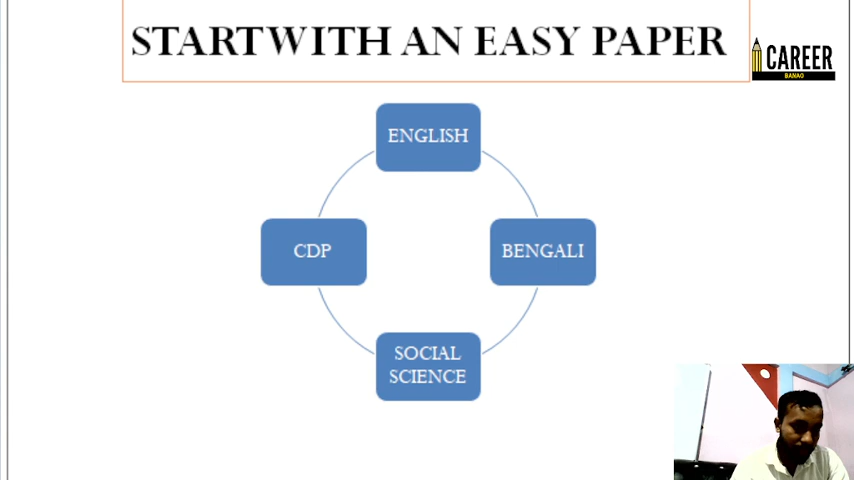 STARTWITH AN EASY PAPER
CAREER
BANAO
ENGLISH
CDP
BENGALI
SOCIAL
SCIENCE